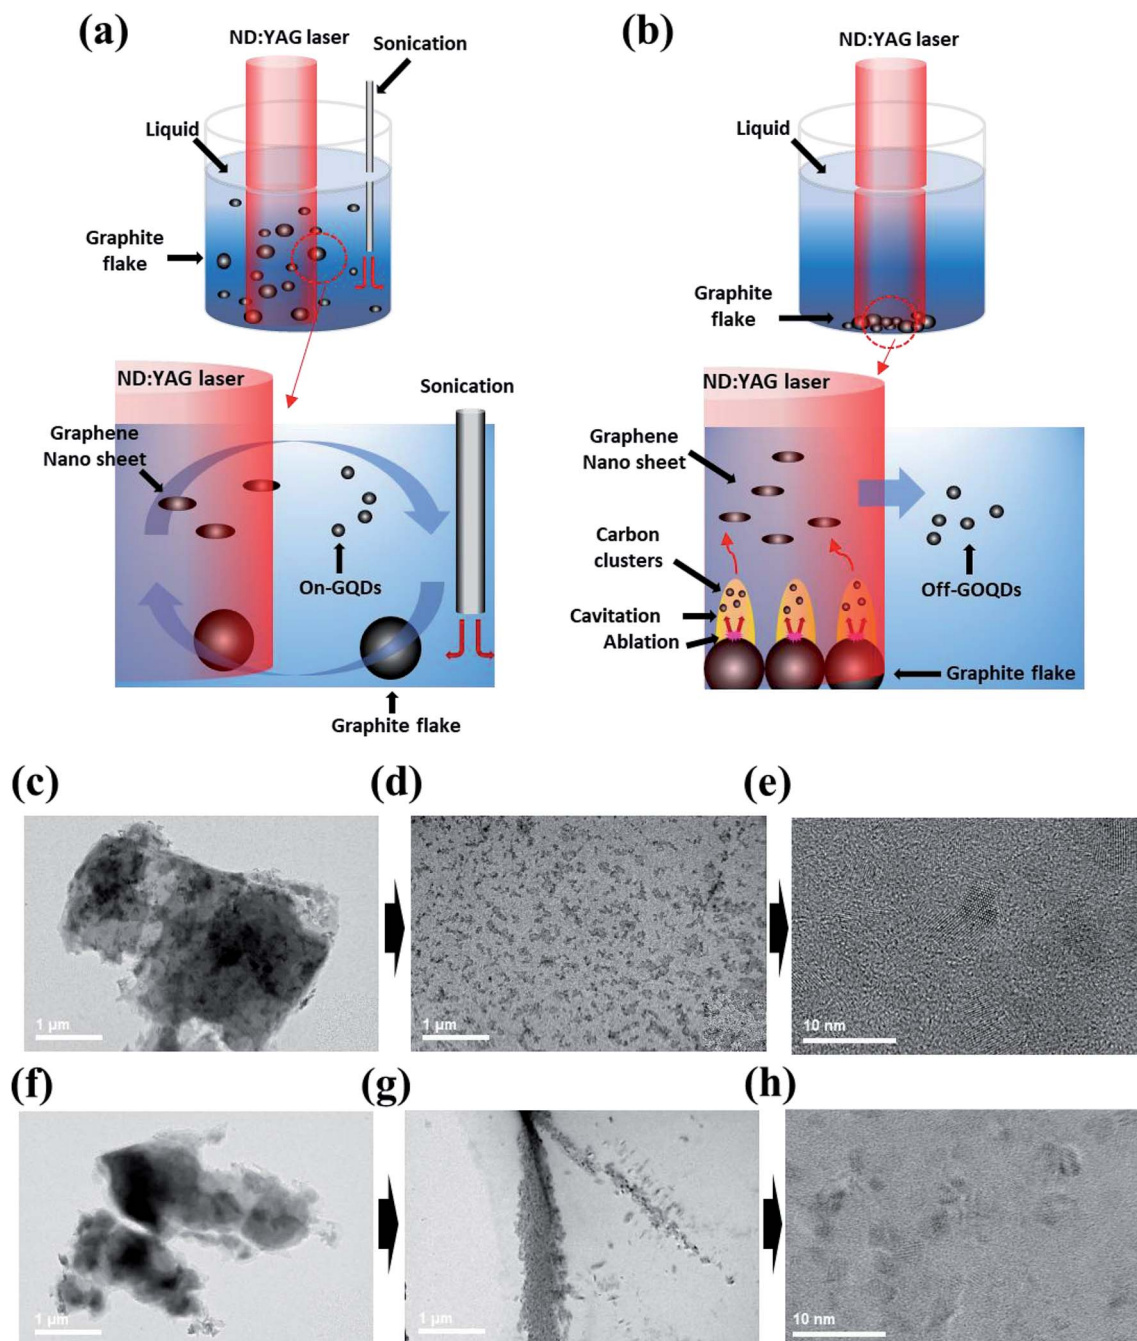 (a)
ND:YAG laser
Sonication
Liquid
Graphite
flake
ND:YAG laser
Sonication
Graphene
Nano sheet
On-GQDs
Graphite flake
(b)
ND:YAG laser
Liquid
Graphite
flake
ND:YAG laser
Graphene
Nano sheet
Carbon
clusters
Cavitation
Ablation
Off-GOQDs
Graphite flake
(c)
1 µm
(d)
1 µm
(e)
10 nm
(f)
1 µm
(g)
1 µm
(h)
10 nm